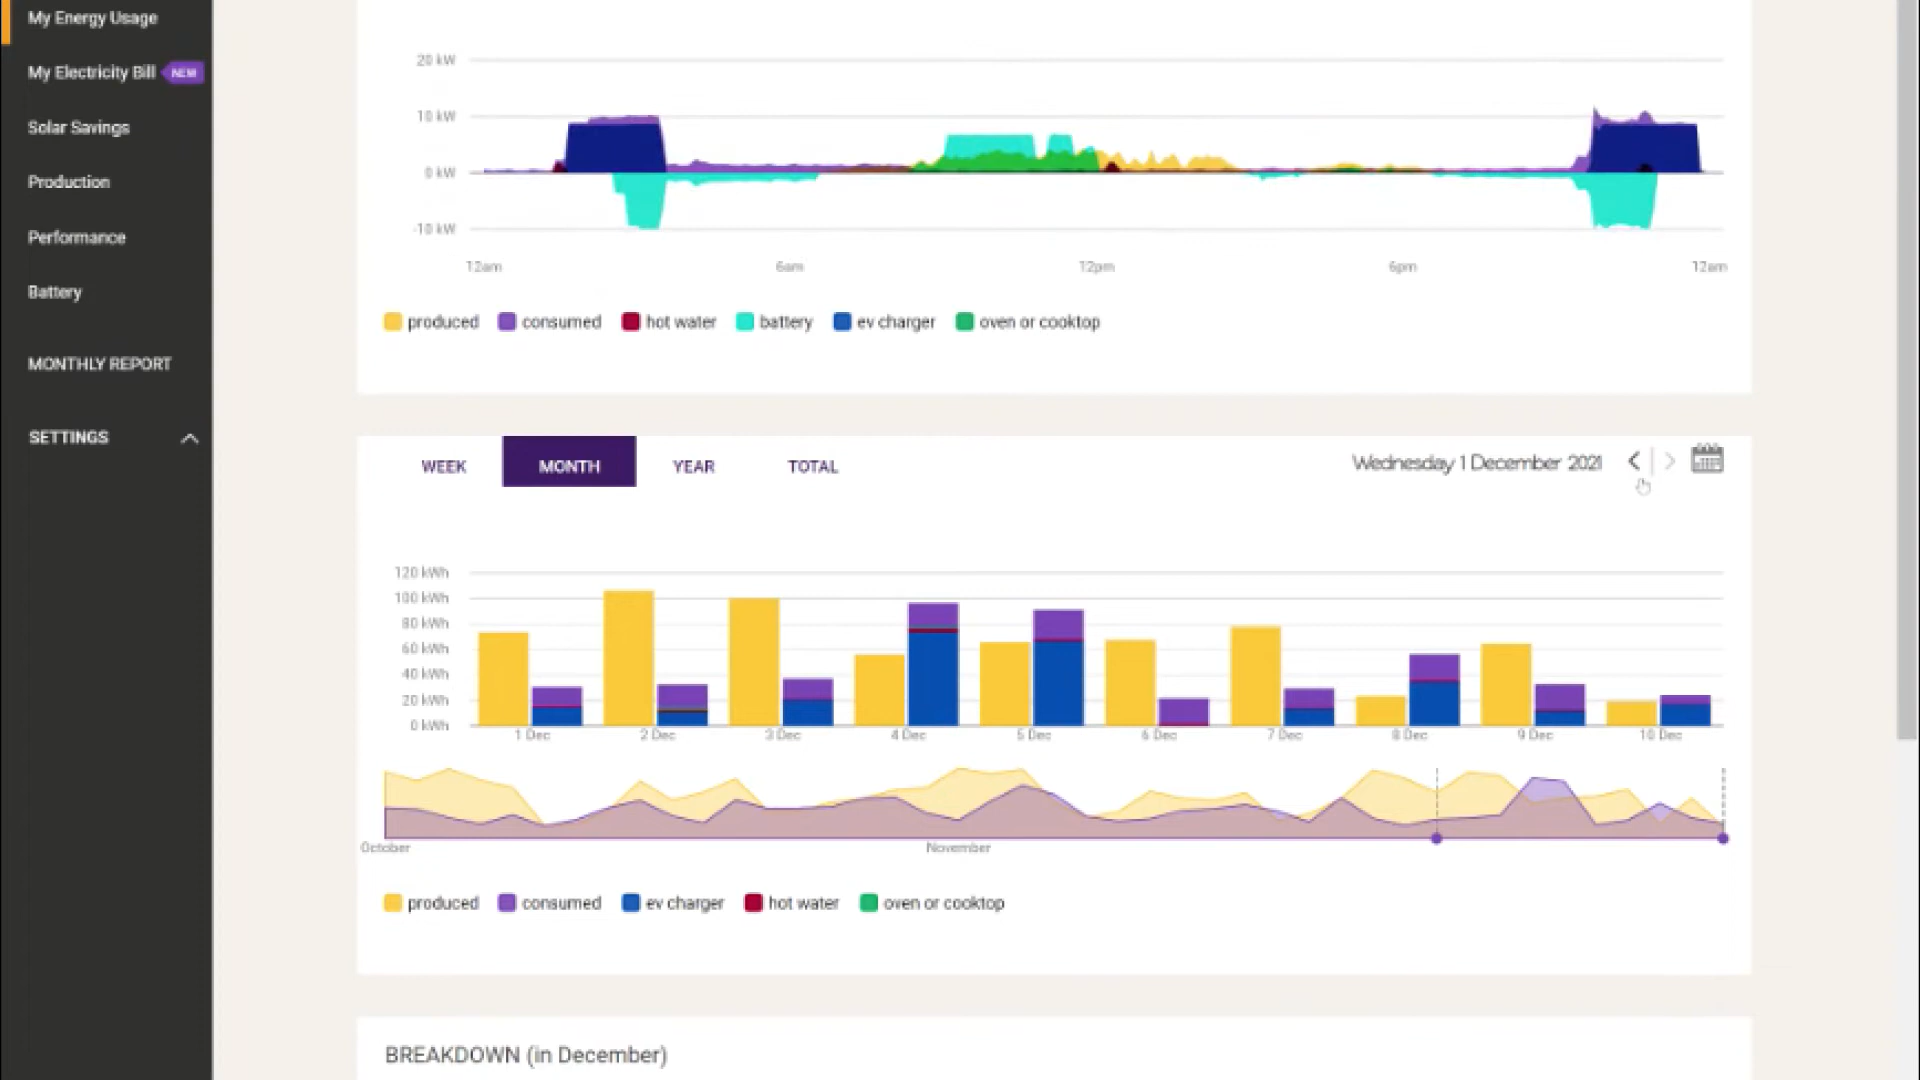 My Energy Usage
My Electricity Bill NEW
Solar Savings
Production
Performance
Battery
MONTHLY REPORT
SETTINGS
20 kW
10 kW
0 kW
-10 kW
12am 6am 12pm 6pm 12am
produced consumed hot water battery ev charger oven or cooktop
WEEK MONTH YEAR TOTAL
Wednesday 1 December 2021
120 kWh
100 kWh
80 kWh
60 kWh
40 kWh
20 kWh
0 kWh
1 Dec 2 Dec 3 Dec 4 Dec 5 Dec 6 Dec 7 Dec 8 Dec 9 Dec 10 Dec
October November
produced consumed ev charger hot water oven or cooktop
BREAKDOWN (in December)